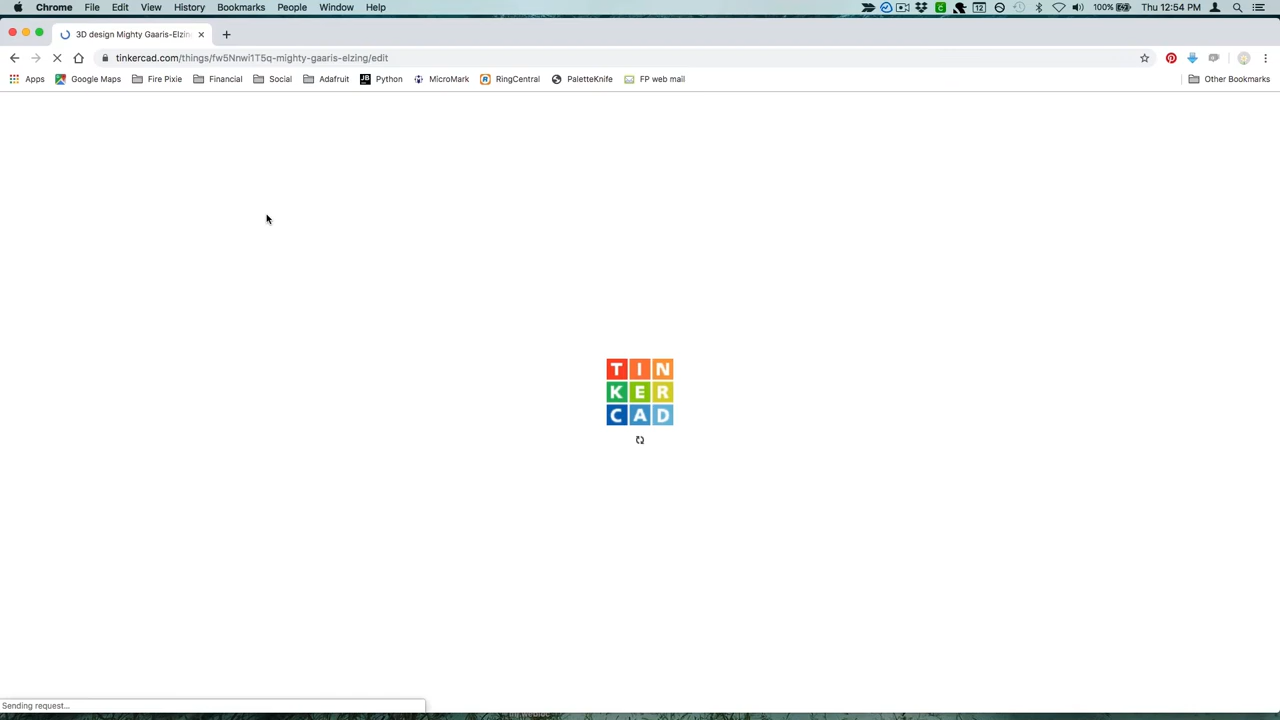 Chrome File Edit View History Bookmarks People Window Help 12 100% Thu 12:54 PM
3D design Mighty Gaaris-Elzing
tinkercad.com/things/fw5Nnwi1T5q-mighty-gaaris-elzing/edit
Apps Google Maps Fire Pixie Financial Social Adafruit Python MicroMark RingCentral PaletteKnife FP web mail Other Bookmarks
TIN
KER
CAD
Sending request...